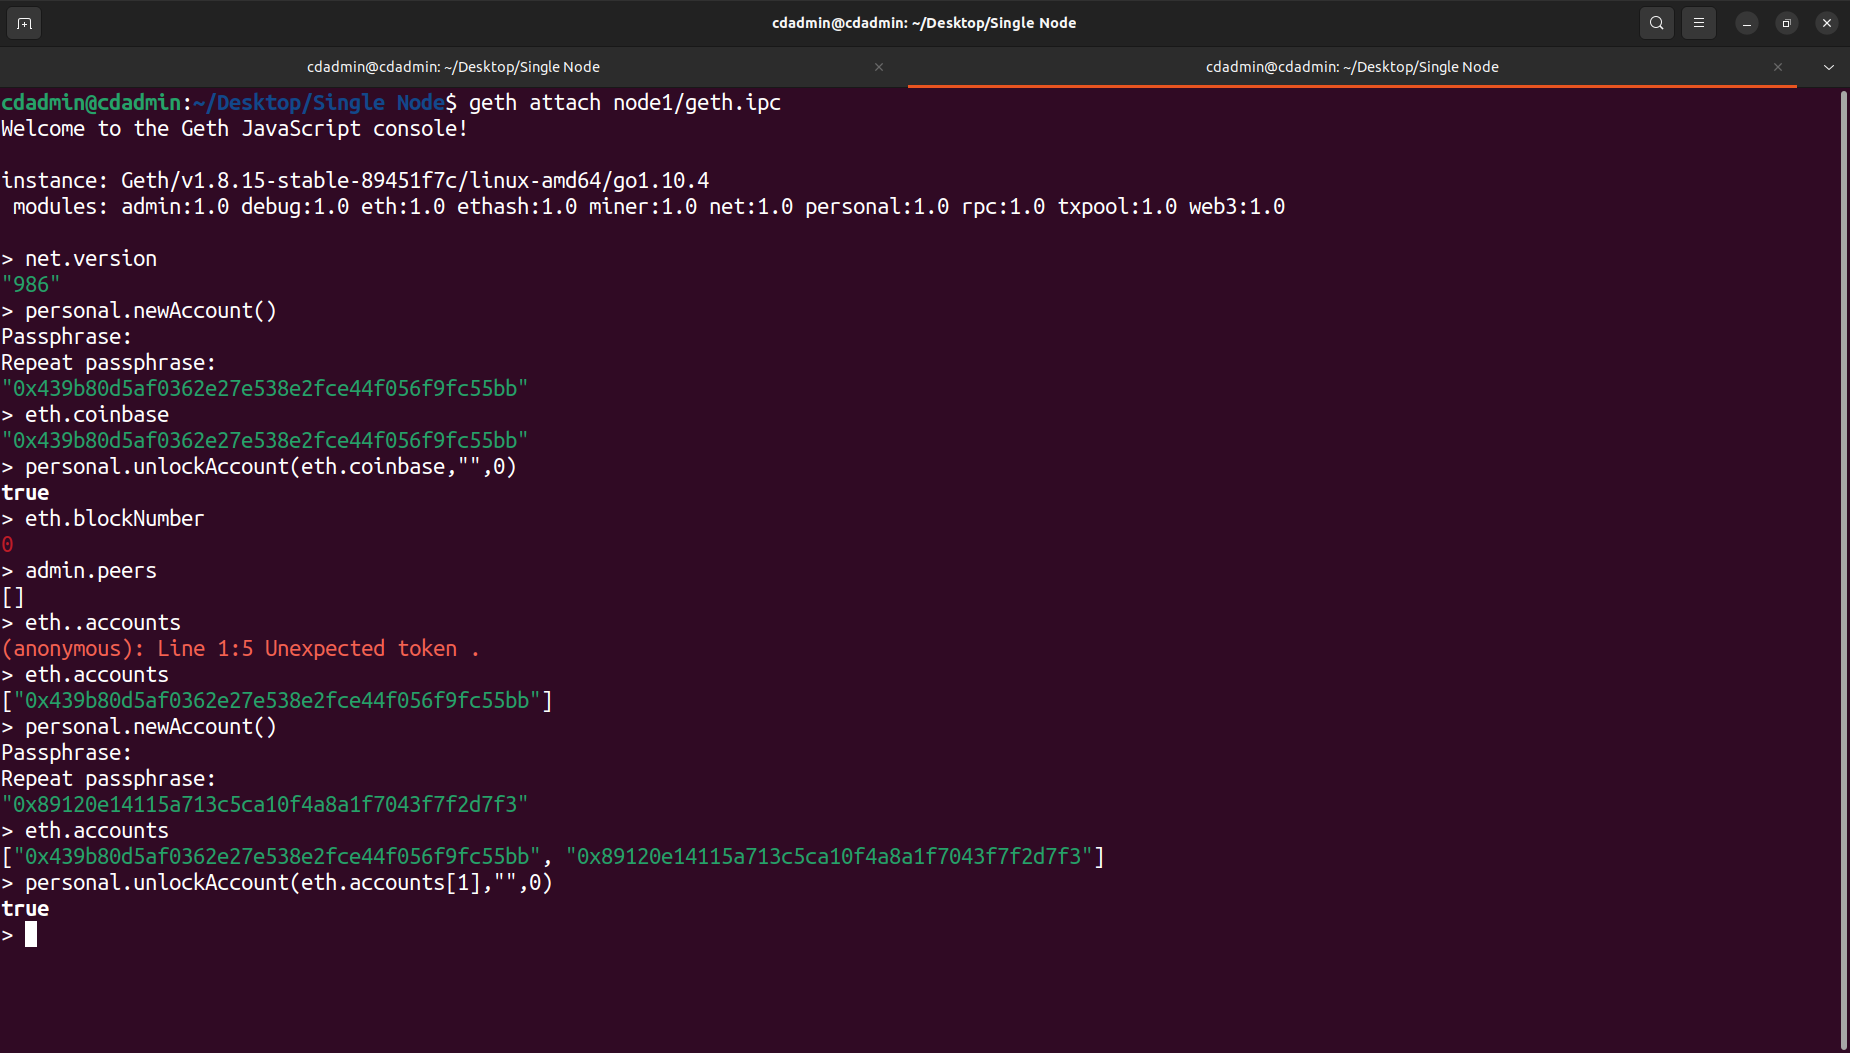 cdadmin@cdadmin: ~/Desktop/Single Node
cdadmin@cdadmin: ~/Desktop/Single Node
cdadmin@cdadmin: ~/Desktop/Single Node
cdadmin@cdadmin:~/Desktop/Single Node$ geth attach node1/geth.ipc
Welcome to the Geth JavaScript console!
instance: Geth/v1.8.15-stable-89451f7c/linux-amd64/go1.10.4
modules: admin:1.0 debug:1.0 eth:1.0 ethash:1.0 miner:1.0 net:1.0 personal:1.0 rpc:1.0 txpool:1.0 web3:1.0
> net.version
"986"
> personal.newAccount()
Passphrase:
Repeat passphrase:
"0x439b80d5af0362e27e538e2fce44f056f9fc55bb"
> eth.coinbase
"0x439b80d5af0362e27e538e2fce44f056f9fc55bb"
> personal.unlockAccount(eth.coinbase,"",0)
true
> eth.blockNumber
0
> admin.peers
[]
> eth..accounts
(anonymous): Line 1:5 Unexpected token .
> eth.accounts
["0x439b80d5af0362e27e538e2fce44f056f9fc55bb"]
> personal.newAccount()
Passphrase:
Repeat passphrase:
"0x89120e14115a713c5ca10f4a8a1f7043f7f2d7f3"
> eth.accounts
["0x439b80d5af0362e27e538e2fce44f056f9fc55bb", "0x89120e14115a713c5ca10f4a8a1f7043f7f2d7f3"]
> personal.unlockAccount(eth.accounts[1],"",0)
true
>